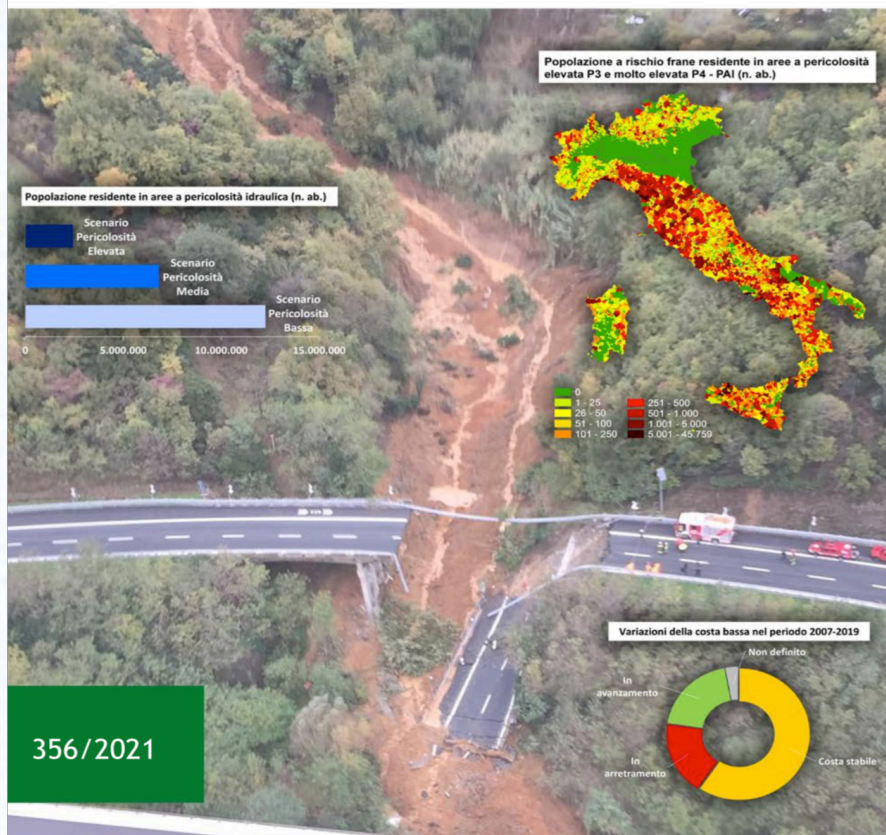 Popolazione a rischio frane residente in aree a pericolosità
elevata P3 e molto elevata P4 - PAI (n. ab.)
Popolazione residente in aree a pericolosità idraulica (n. ab.)
Scenario
Pericolosità
Elevata
Scenario
Pericolosità
Media
Scenario
Pericolosità
Bassa
0
5.000.000
10.000.000
15.000.000
0
1 - 25
26 - 50
51 - 100
101 - 250
251 - 500
501 - 1.000
1.001 - 5.000
5.001 - 45.759
Variazioni della costa bassa nel periodo 2007-2019
Non definito
In
avanzamento
In
arretramento
Costa stabile
356/2021